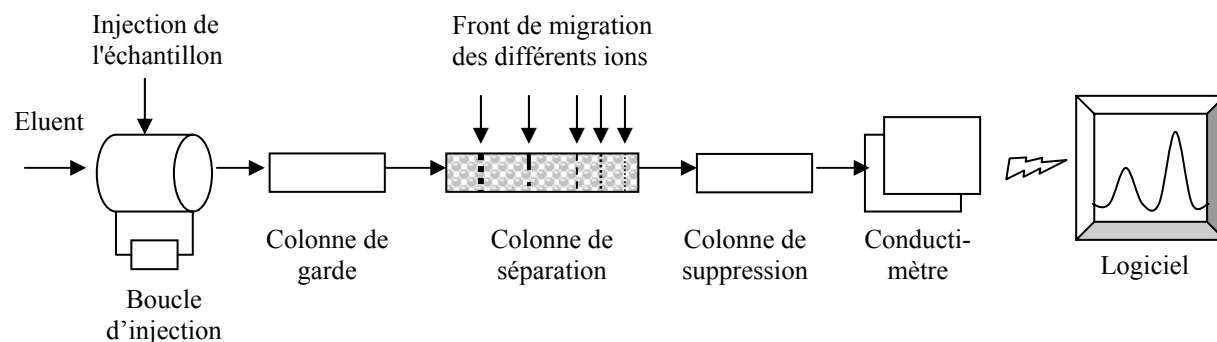 Injection de
l'échantillon
Front de migration
des différents ions
Eluent
Colonne de
garde
Colonne de
séparation
Colonne de
suppression
Conducti-
mètre
Logiciel
Boucle
d’injection